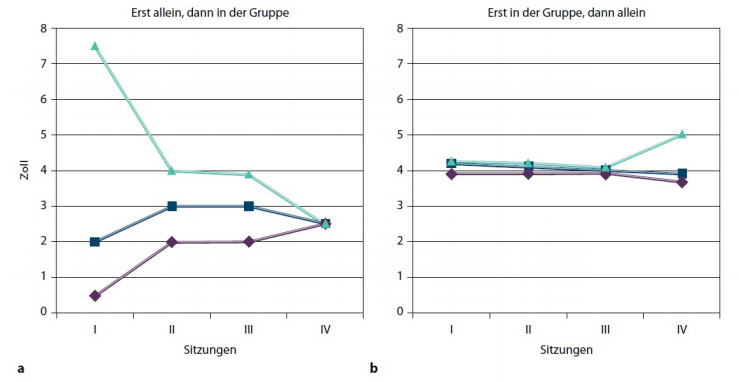 Erst allein, dann in der Gruppe
8
7
6
5
4
3
2
1
0
Zoll
I II III IV
Sitzungen
a
Erst in der Gruppe, dann allein
8
7
6
5
4
3
2
1
0
I II III IV
Sitzungen
b